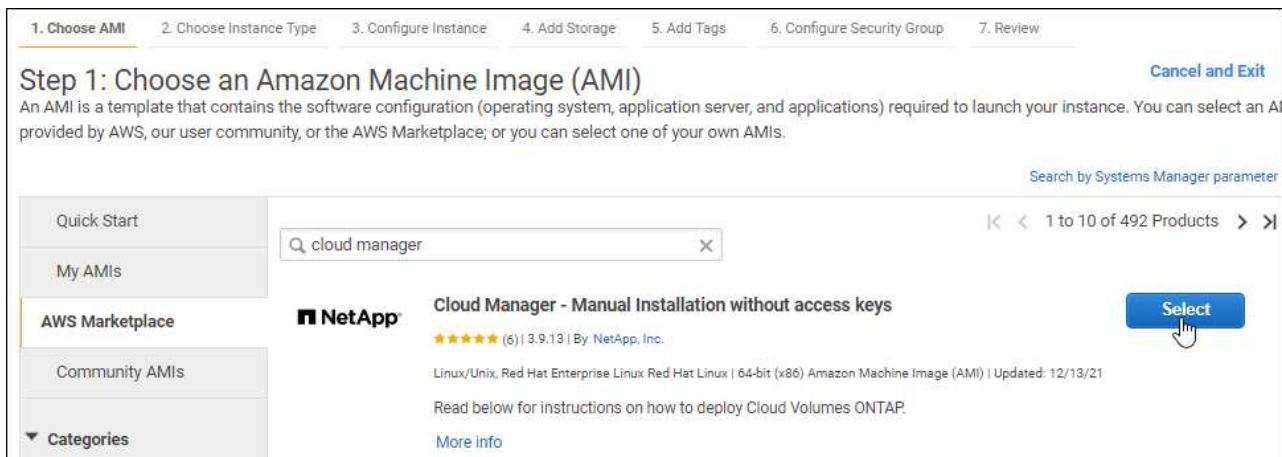 1. Choose AMI 2. Choose Instance Type 3. Configure Instance 4. Add Storage 5. Add Tags 6. Configure Security Group 7. Review
Step 1: Choose an Amazon Machine Image (AMI)
Cancel and Exit
An AMI is a template that contains the software configuration (operating system, application server, and applications) required to launch your instance. You can select an
provided by AWS, our user community, or the AWS Marketplace; or you can select one of your own AMIs.
Search by Systems Manager parameter
Quick Start
My AMIs
AWS Marketplace
Community AMIs
Categories
1 to 10 of 492 Products
cloud manager
NetApp
Cloud Manager - Manual Installation without access keys
Select
(6) | 3.9.13 | By NetApp, Inc.
Linux/Unix, Red Hat Enterprise Linux Red Hat Linux | 64-bit (x86) Amazon Machine Image (AMI) | Updated: 12/13/21
Read below for instructions on how to deploy Cloud Volumes ONTAP.
More info